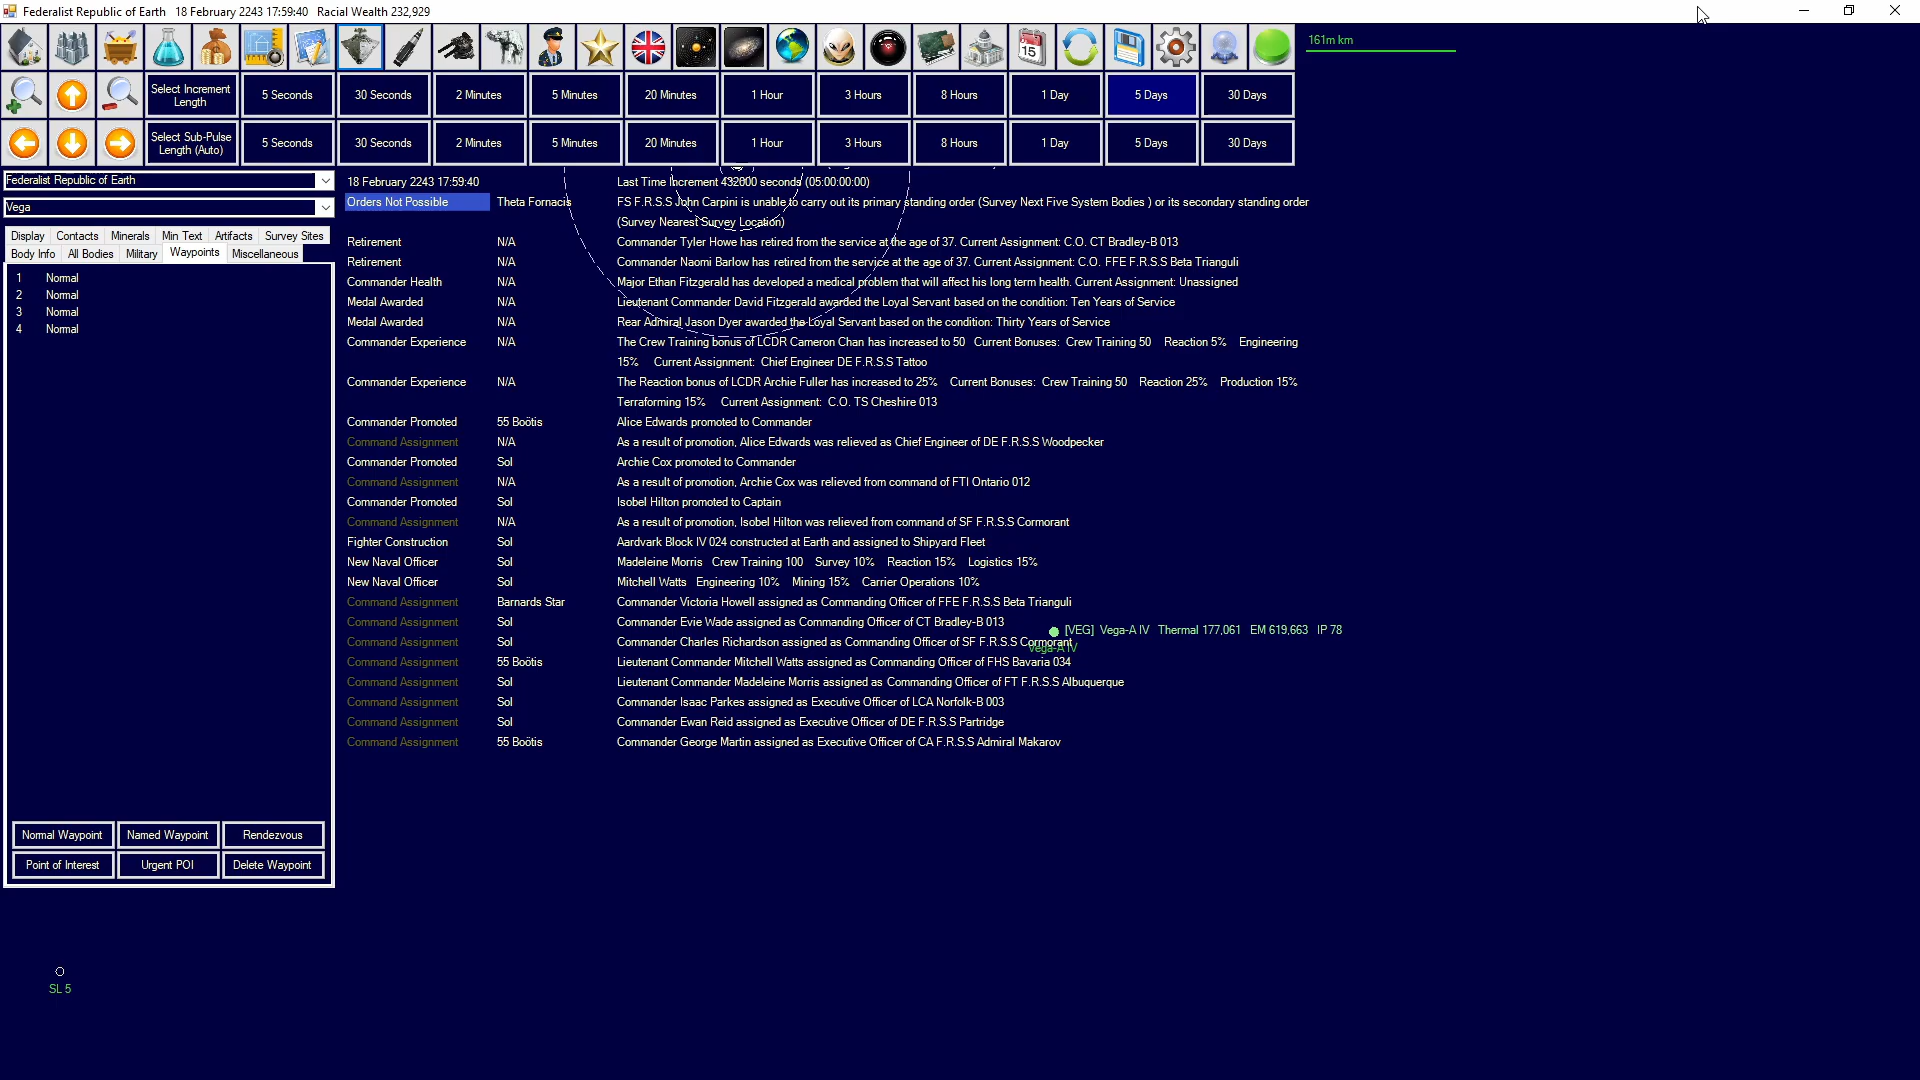 Federalist Republic of Earth   18 February 2243 17:59:40   Racial Wealth 232,929
15
161m km
Select Increment Length   5 Seconds   30 Seconds   2 Minutes   5 Minutes   20 Minutes   1 Hour   3 Hours   8 Hours   1 Day   5 Days   30 Days
Select Sub-Pulse Length (Auto)   5 Seconds   30 Seconds   2 Minutes   5 Minutes   20 Minutes   1 Hour   3 Hours   8 Hours   1 Day   5 Days   30 Days
Federalist Republic of Earth
Vega
Display   Contacts   Minerals   Min Text   Artifacts   Survey Sites
Body Info   All Bodies   Military   Waypoints   Miscellaneous
1   Normal
2   Normal
3   Normal
4   Normal
Normal Waypoint   Named Waypoint   Rendezvous
Point of Interest   Urgent POI   Delete Waypoint
18 February 2243 17:59:40   Last Time Increment 432000 seconds (05:00:00:00)
Orders Not Possible   Theta Fornacis   FS F.R.S.S John Carpini is unable to carry out its primary standing order (Survey Next Five System Bodies ) or its secondary standing order
(Survey Nearest Survey Location)
Retirement   N/A   Commander Tyler Howe has retired from the service at the age of 37. Current Assignment: C.O. CT Bradley-B 013
Retirement   N/A   Commander Naomi Barlow has retired from the service at the age of 37. Current Assignment: C.O. FFE F.R.S.S Beta Trianguli
Commander Health   N/A   Major Ethan Fitzgerald has developed a medical problem that will affect his long term health. Current Assignment: Unassigned
Medal Awarded   N/A   Lieutenant Commander David Fitzgerald awarded the Loyal Servant based on the condition: Ten Years of Service
Medal Awarded   N/A   Rear Admiral Jason Dyer awarded the Loyal Servant based on the condition: Thirty Years of Service
Commander Experience   N/A   The Crew Training bonus of LCDR Cameron Chan has increased to 50   Current Bonuses:  Crew Training 50   Reaction 5%   Engineering
15%   Current Assignment:  Chief Engineer DE F.R.S.S Tattoo
Commander Experience   N/A   The Reaction bonus of LCDR Archie Fuller has increased to 25%   Current Bonuses:  Crew Training 50   Reaction 25%   Production 15%
Terraforming 15%   Current Assignment:  C.O. TS Cheshire 013
Commander Promoted   55 Boötis   Alice Edwards promoted to Commander
Command Assignment   N/A   As a result of promotion, Alice Edwards was relieved as Chief Engineer of DE F.R.S.S Woodpecker
Commander Promoted   Sol   Archie Cox promoted to Commander
Command Assignment   N/A   As a result of promotion, Archie Cox was relieved from command of FTI Ontario 012
Commander Promoted   Sol   Isobel Hilton promoted to Captain
Command Assignment   N/A   As a result of promotion, Isobel Hilton was relieved from command of SF F.R.S.S Cormorant
Fighter Construction   Sol   Aardvark Block IV 024 constructed at Earth and assigned to Shipyard Fleet
New Naval Officer   Sol   Madeleine Morris   Crew Training 100   Survey 10%   Reaction 15%   Logistics 15%
New Naval Officer   Sol   Mitchell Watts   Engineering 10%   Mining 15%   Carrier Operations 10%
Command Assignment   Barnards Star   Commander Victoria Howell assigned as Commanding Officer of FFE F.R.S.S Beta Trianguli
Command Assignment   Sol   Commander Evie Wade assigned as Commanding Officer of CT Bradley-B 013
[VEG]  Vega-A IV   Thermal 177,061   EM 619,663   IP 78
Command Assignment   Sol   Commander Charles Richardson assigned as Commanding Officer of SF F.R.S.S Cormorant
Vega-A IV
Command Assignment   55 Boötis   Lieutenant Commander Mitchell Watts assigned as Commanding Officer of FHS Bavaria 034
Command Assignment   Sol   Lieutenant Commander Madeleine Morris assigned as Commanding Officer of FT F.R.S.S Albuquerque
Command Assignment   Sol   Commander Isaac Parkes assigned as Executive Officer of LCA Norfolk-B 003
Command Assignment   Sol   Commander Ewan Reid assigned as Executive Officer of DE F.R.S.S Partridge
Command Assignment   55 Boötis   Commander George Martin assigned as Executive Officer of CA F.R.S.S Admiral Makarov
SL 5